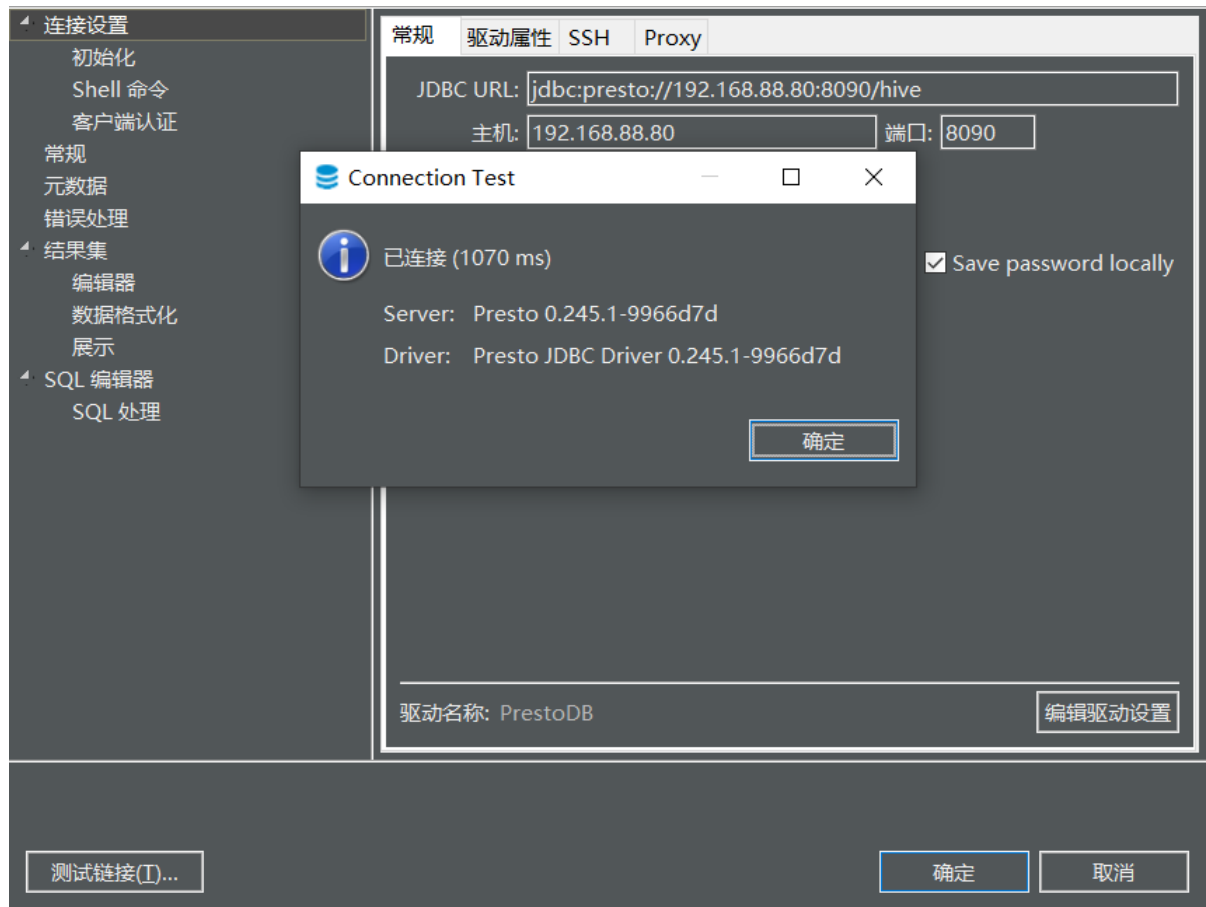 连接设置
初始化
Shell 命令
客户端认证
常规
元数据
错误处理
结果集
编辑器
数据格式化
展示
SQL 编辑器
SQL 处理
常规 驱动属性 SSH Proxy
JDBC URL: jdbc:presto://192.168.88.80:8090/hive
主机: 192.168.88.80 端口: 8090
Connection Test
已连接 (1070 ms)
Server: Presto 0.245.1-9966d7d
Driver: Presto JDBC Driver 0.245.1-9966d7d
确定
Save password locally
驱动名称: PrestoDB 编辑驱动设置
测试链接(T)... 确定 取消